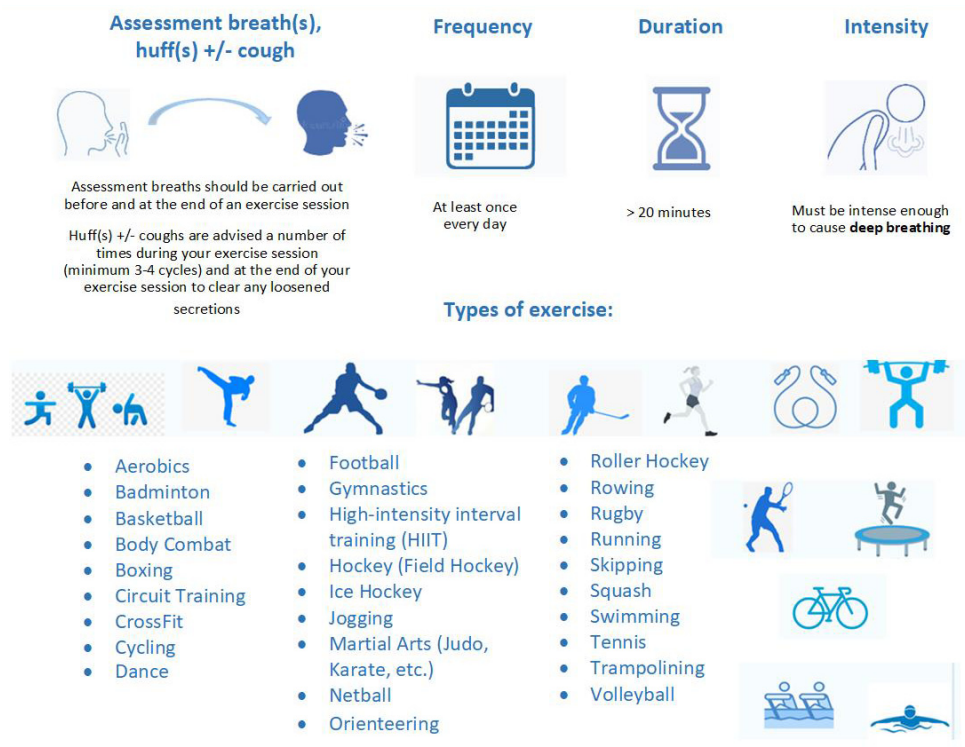 Assessment breath(s),
huff(s) +/- cough
Assessment breaths should be carried out
before and at the end of an exercise session
Huff(s) +/- coughs are advised a number of
times during your exercise session
(minimum 3-4 cycles) and at the end of your
exercise session to clear any loosened
secretions
Frequency
At least once
every day
Duration
> 20 minutes
Intensity
Must be intense enough
to cause deep breathing
Types of exercise:
• Aerobics
• Badminton
• Basketball
• Body Combat
• Boxing
• Circuit Training
• CrossFit
• Cycling
• Dance
• Football
• Gymnastics
• High-intensity interval
training (HIIT)
• Hockey (Field Hockey)
• Ice Hockey
• Jogging
• Martial Arts (Judo,
Karate, etc.)
• Netball
• Orienteering
• Roller Hockey
• Rowing
• Rugby
• Running
• Skipping
• Squash
• Swimming
• Tennis
• Trampolining
• Volleyball